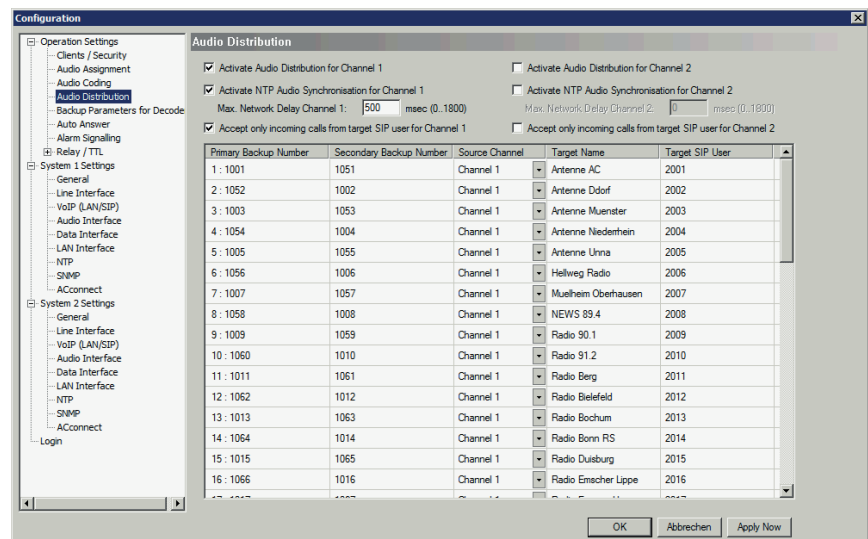 Configuration
Operation Settings
Clients / Security
Audio Assignment
Audio Coding
Audio Distribution
Backup Parameters for Decode
Auto Answer
Alarm Signalling
Relay / TTL
System 1 Settings
General
Line Interface
VoIP (LAN/SIP)
Audio Interface
Data Interface
LAN Interface
NTP
SNMP
ACconnect
System 2 Settings
General
Line Interface
VoIP (LAN/SIP)
Audio Interface
Data Interface
LAN Interface
NTP
SNMP
ACconnect
Login
Audio Distribution
Activate Audio Distribution for Channel 1
Activate Audio Distribution for Channel 2
Activate NTP Audio Synchronisation for Channel 1
Activate NTP Audio Synchronisation for Channel 2
Max. Network Delay Channel 1: 500 msec (0..1800)
Max. Network Delay Channel 2: 0 msec (0..1800)
Accept only incoming calls from target SIP user for Channel 1
Accept only incoming calls from target SIP user for Channel 2
Primary Backup Number Secondary Backup Number Source Channel Target Name Target SIP User
1 : 1001 1051 Channel 1 Antenne AC 2001
2 : 1052 1002 Channel 1 Antenne Ddorf 2002
3 : 1003 1053 Channel 1 Antenne Muenster 2003
4 : 1054 1004 Channel 1 Antenne Niederrhein 2004
5 : 1005 1055 Channel 1 Antenne Unna 2005
6 : 1056 1006 Channel 1 Hellweg Radio 2006
7 : 1007 1057 Channel 1 Muelheim Oberhausen 2007
8 : 1058 1008 Channel 1 NEWS 89.4 2008
9 : 1009 1059 Channel 1 Radio 90.1 2009
10 : 1060 1010 Channel 1 Radio 91.2 2010
11 : 1011 1061 Channel 1 Radio Berg 2011
12 : 1062 1012 Channel 1 Radio Bielefeld 2012
13 : 1013 1063 Channel 1 Radio Bochum 2013
14 : 1064 1014 Channel 1 Radio Bonn RS 2014
15 : 1015 1065 Channel 1 Radio Duisburg 2015
16 : 1066 1016 Channel 1 Radio Emscher Lippe 2016
OK Abbrechen Apply Now